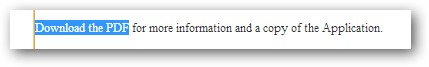 Download the PDF for more information and a copy of the Application.